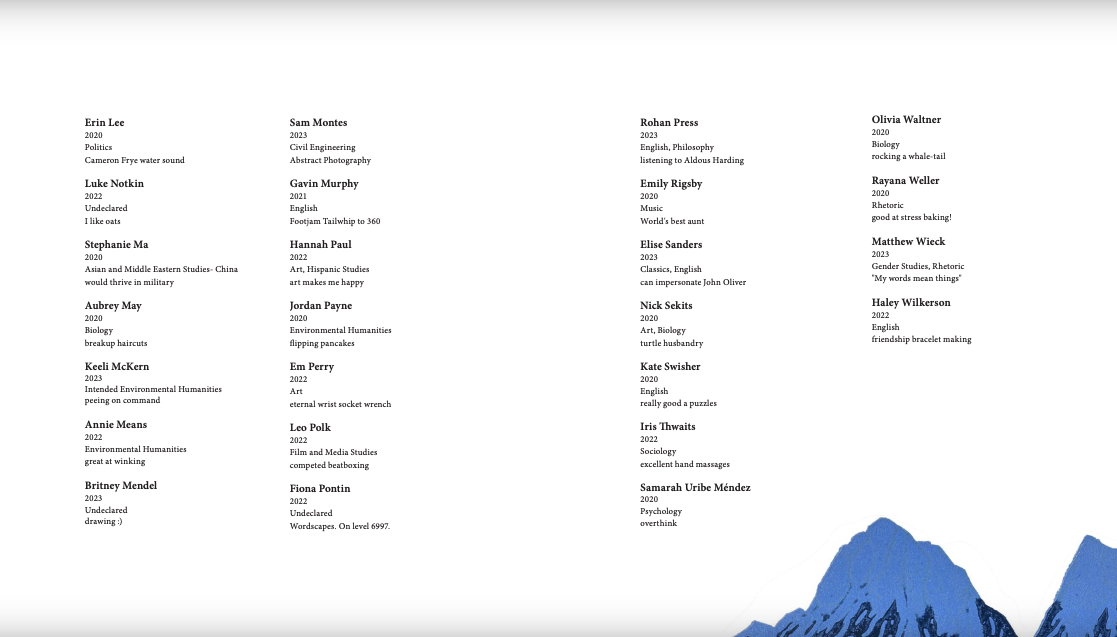 Erin Lee
2020
Politics
Cameron Frye water sound
Luke Notkin
2022
Undeclared
I like oats
Stephanie Ma
2020
Asian and Middle Eastern Studies- China
would thrive in military
Aubrey May
2020
Biology
breakup haircuts
Keeli McKern
2023
Intended Environmental Humanities
peeing on command
Annie Means
2022
Environmental Humanities
great at winking
Britney Mendel
2023
Undeclared
drawing :)
Sam Montes
2023
Civil Engineering
Abstract Photography
Gavin Murphy
2021
English
Footjam Tailwhip to 360
Hannah Paul
2022
Art, Hispanic Studies
art makes me happy
Jordan Payne
2020
Environmental Humanities
flipping pancakes
Em Perry
2022
Art
eternal wrist socket wrench
Leo Polk
2022
Film and Media Studies
competed beatboxing
Fiona Pontin
2022
Undeclared
Wordscapes. On level 6997.
Rohan Press
2023
English, Philosophy
listening to Aldous Harding
Emily Rigsby
2020
Music
World's best aunt
Elise Sanders
2023
Classics, English
can impersonate John Oliver
Nick Sekits
2020
Art, Biology
turtle husbandry
Kate Swisher
2020
English
really good a puzzles
Iris Thwaits
2022
Sociology
excellent hand massages
Samarah Uribe Méndez
2020
Psychology
overthink
Olivia Waltner
2020
Biology
rocking a whale-tail
Rayana Weller
2020
Rhetoric
good at stress baking!
Matthew Wieck
2023
Gender Studies, Rhetoric
"My words mean things"
Haley Wilkerson
2022
English
friendship bracelet making